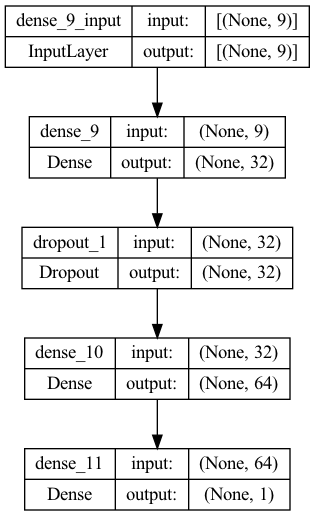 dense_9_input input: [(None, 9)]
InputLayer output: [(None, 9)]
dense_9 input: (None, 9)
Dense output: (None, 32)
dropout_1 input: (None, 32)
Dropout output: (None, 32)
dense_10 input: (None, 32)
Dense output: (None, 64)
dense_11 input: (None, 64)
Dense output: (None, 1)